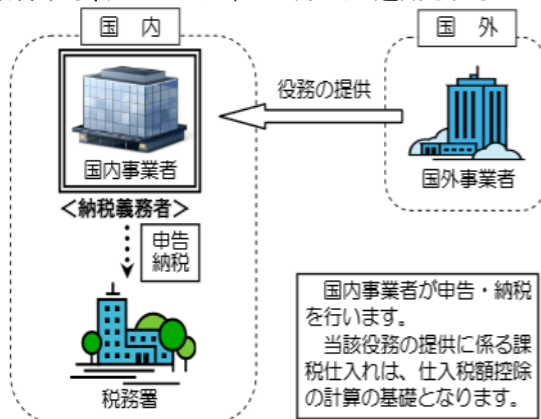 国 内
国 外
役務の提供
国内事業者
国外事業者
＜納税義務者＞
申告
納税
税務署
国内事業者が申告・納税
を行います。
当該役務の提供に係る課
税仕入れは、仕入税額控除
の計算の基礎となります。